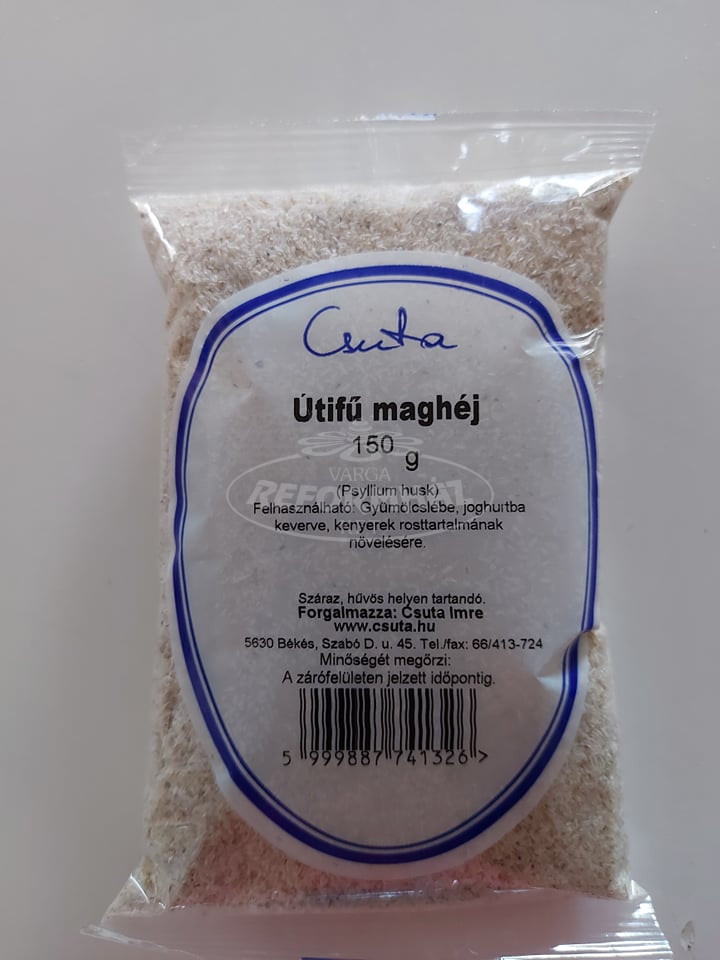 Csuta
Útifű maghéj
150 g
VARGA
REFORMHÁZ
(Psyllium husk)
Felhasználható: Gyümölcslébe, joghurtba
keverve, kenyerek rosttartalmának
növelésére.
Száraz, hűvös helyen tartandó.
Forgalmazza: Csuta Imre
www.csuta.hu
5630 Békés, Szabó D. u. 45. Tel./fax: 66/413-724
Minőségét megőrzi:
A zárófelületen jelzett időpontig.
5 999887 741326 >